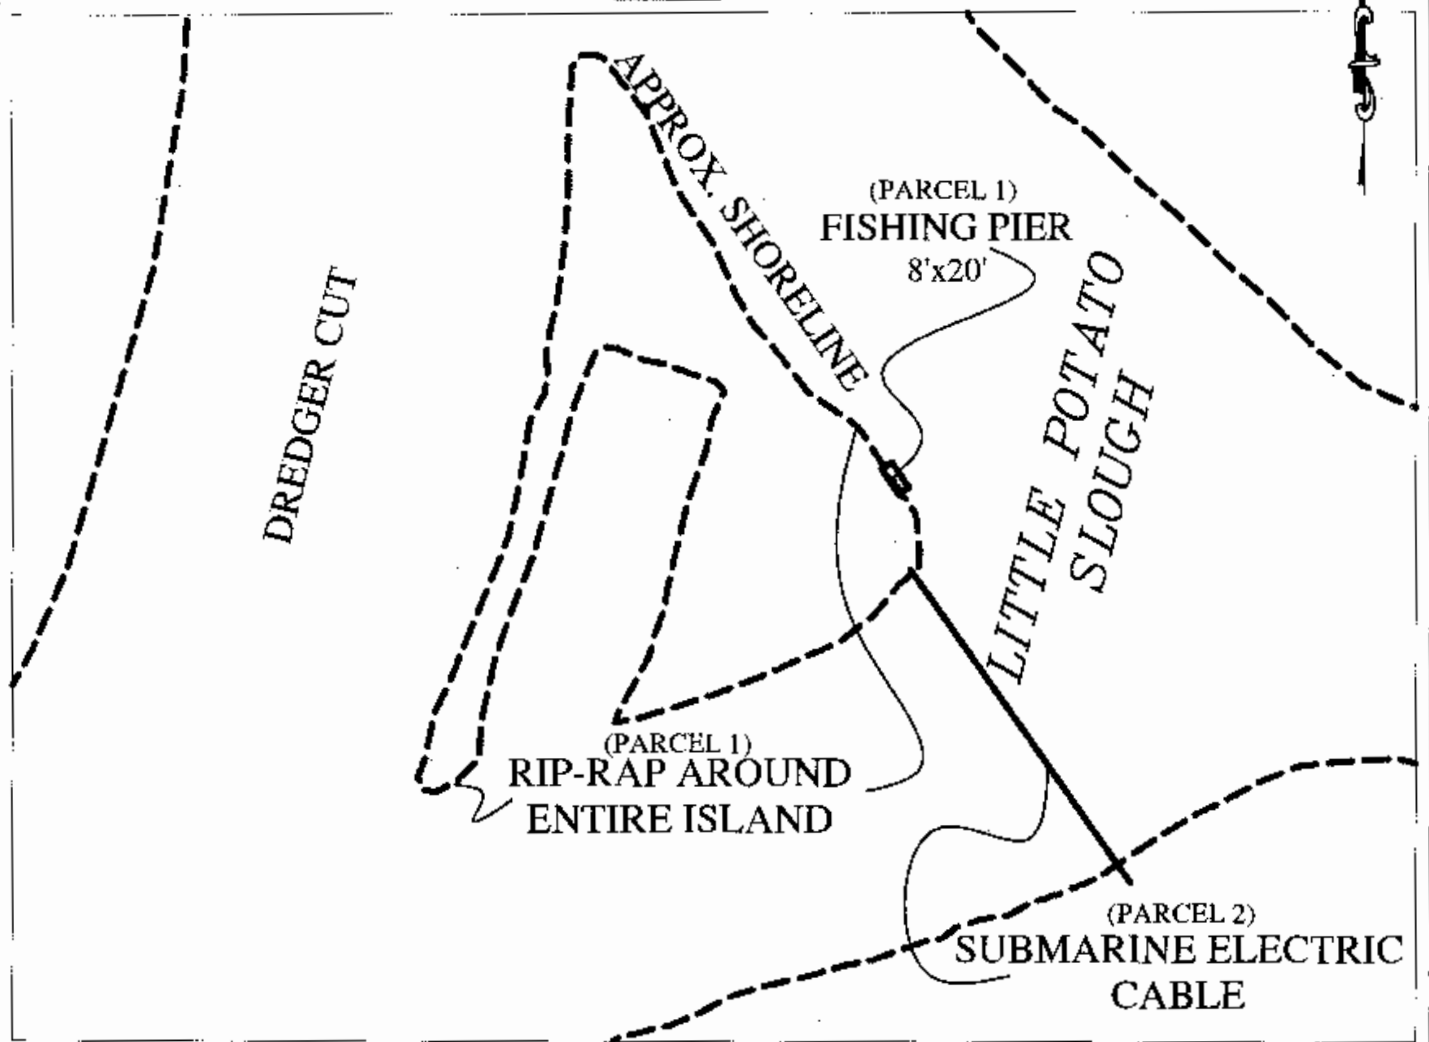 APPROX. SHORELINE
(PARCEL 1)
FISHING PIER
8'x20'
DREDGER CUT
LITTLE POTATO
SLOUGH
(PARCEL 1)
RIP-RAP AROUND
ENTIRE ISLAND
(PARCEL 2)
SUBMARINE ELECTRIC
CABLE